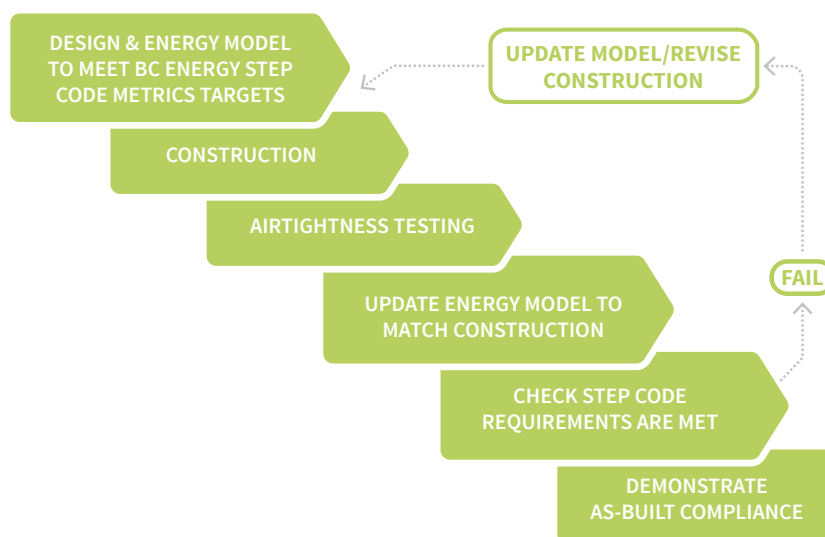 DESIGN & ENERGY MODEL
TO MEET BC ENERGY STEP
CODE METRICS TARGETS
UPDATE MODEL/REVISE
CONSTRUCTION
CONSTRUCTION
AIRTIGHTNESS TESTING
FAIL
UPDATE ENERGY MODEL TO
MATCH CONSTRUCTION
CHECK STEP CODE
REQUIREMENTS ARE MET
DEMONSTRATE
AS-BUILT COMPLIANCE